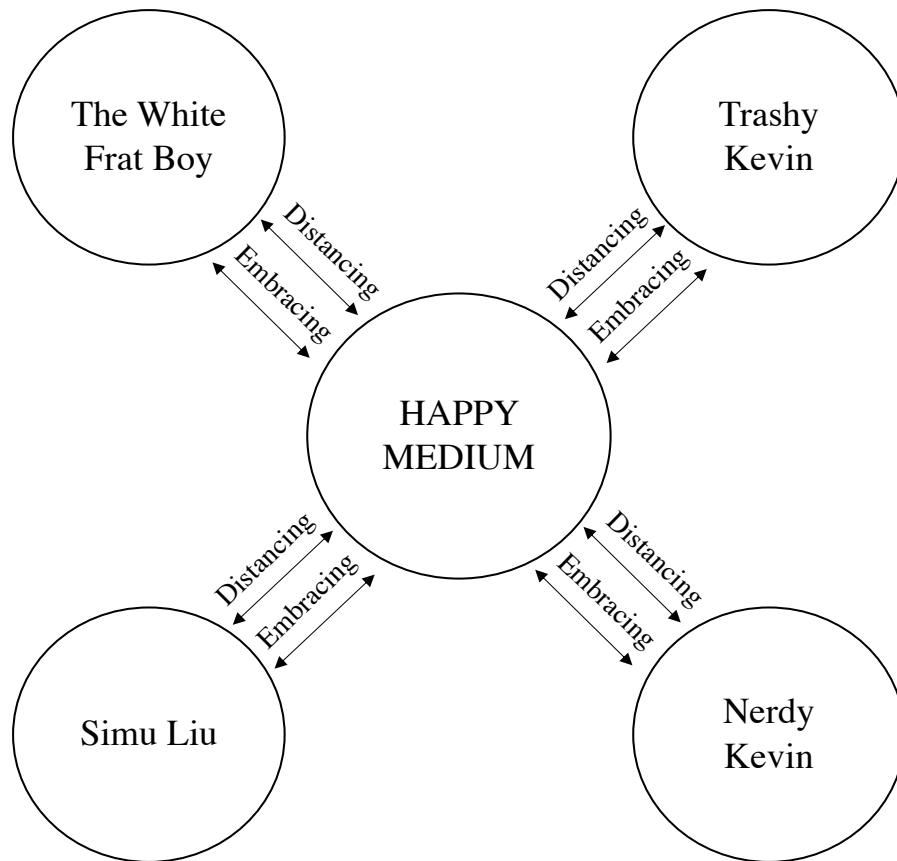 The White
Frat Boy
Trashy
Kevin
Distancing
Embracing
Distancing
Embracing
HAPPY
MEDIUM
Distancing
Embracing
Distancing
Embracing
Simu Liu
Nerdy
Kevin